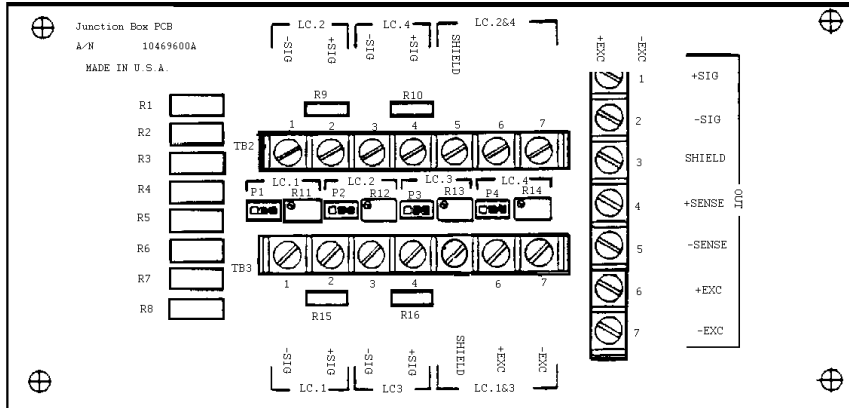 Junction Box PCB
A/N 10469600A
MADE IN U.S.A.
LC.2 LC.4 LC.2&4
-SIG +SIG -SIG +SIG SHIELD +EXC -EXC
R9 R10
1 2 3 4 5 6 7
TB2
LC.1 LC.2 LC.3 LC.4
P1 R11 P2 R12 P3 R13 P4 R14
TB3
1 2 3 4 6 7
R15 R16
-SIG +SIG -SIG +SIG SHIELD +EXC -EXC
LC.1 LC3 LC.1&3
R1
R2
R3
R4
R5
R6
R7
R8
1 +SIG
2 -SIG
3 SHIELD
4 +SENSE
5 -SENSE
6 +EXC
7 -EXC
OUT